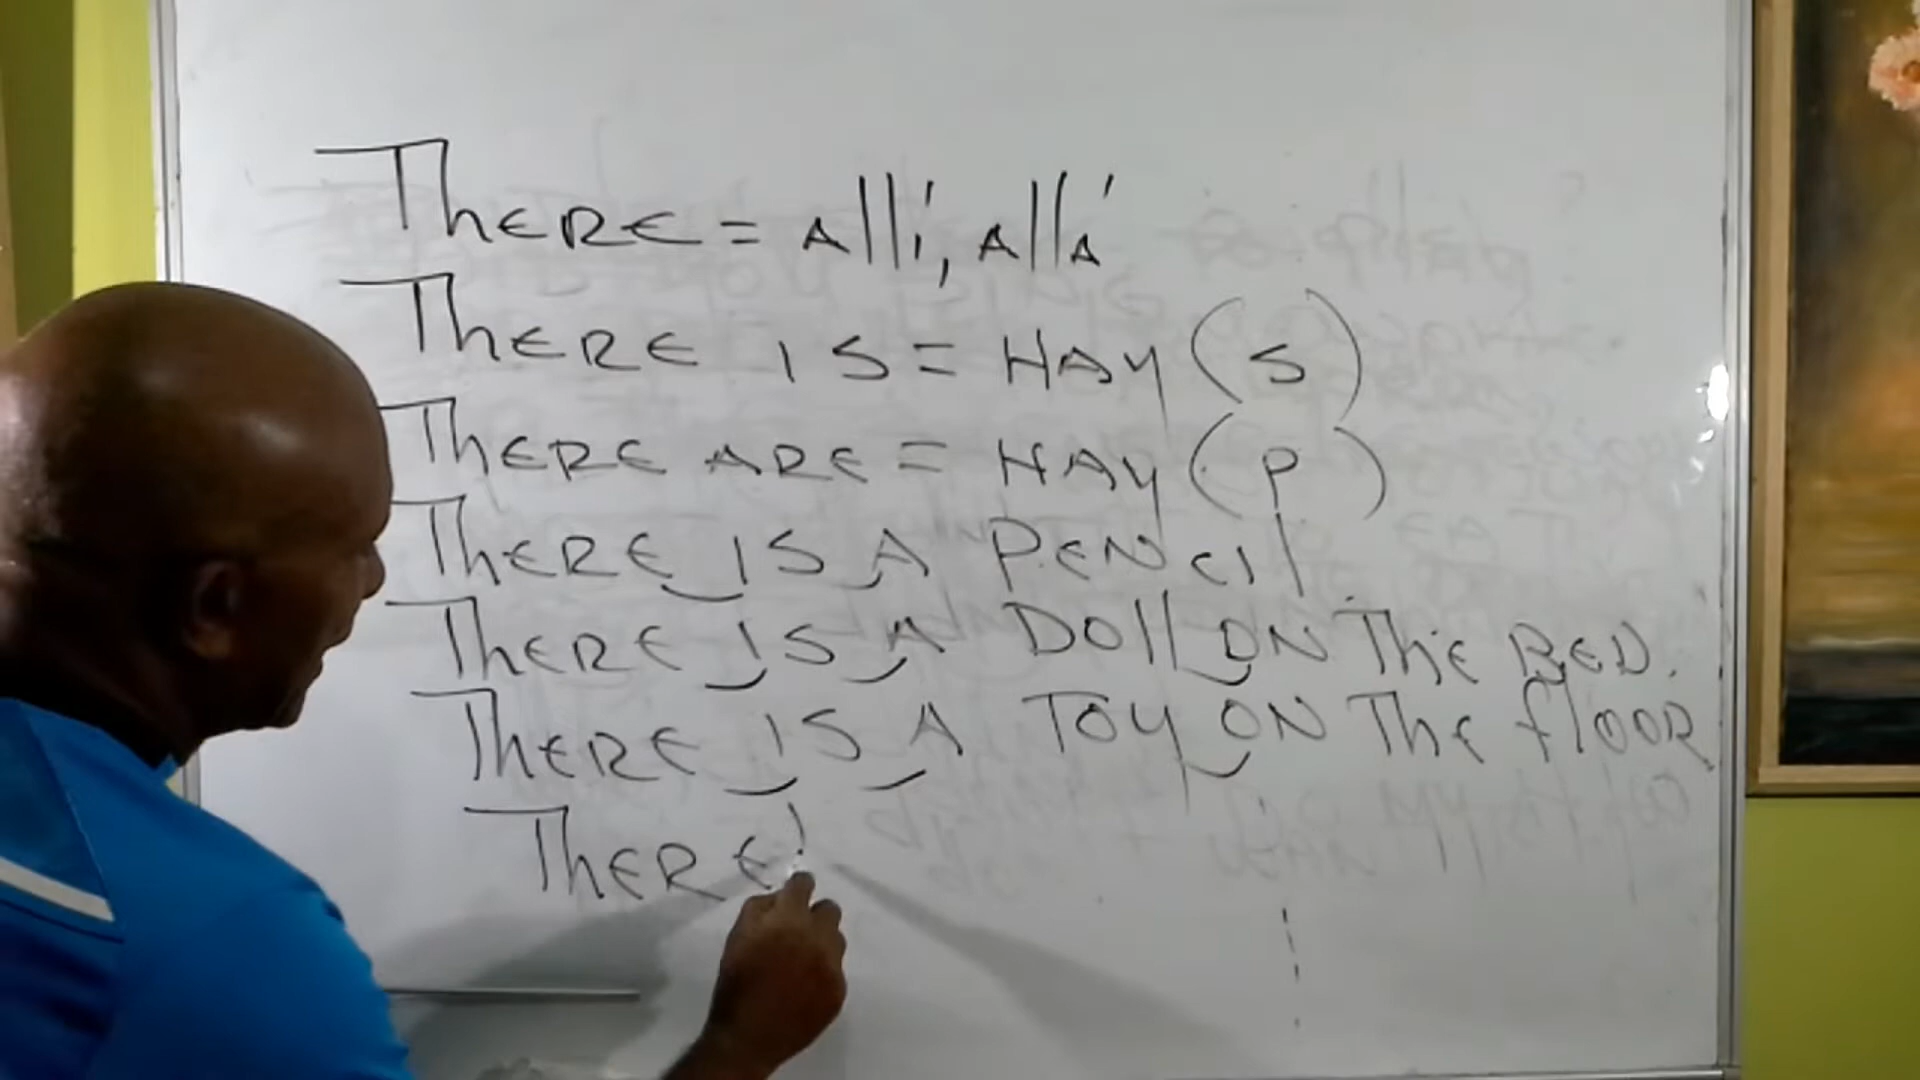 THERE = Allí, Allá
THERE IS = HAY (S)
THERE ARE = HAY (P)
THERE IS A PENCIL.
THERE IS A DOLL ON THE BED.
THERE IS A TOY ON THE FLOOR
THERE